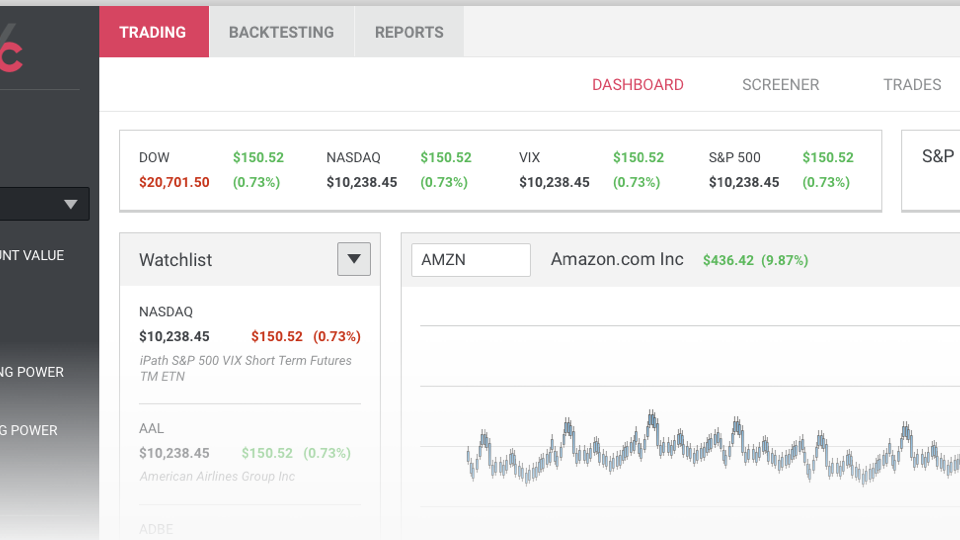 TRADING BACKTESTING REPORTS
DASHBOARD SCREENER TRADES
DOW $150.52 NASDAQ $150.52 VIX $150.52 S&P 500 $150.52
$20,701.50 (0.73%) $10,238.45 (0.73%) $10,238.45 (0.73%) $10,238.45 (0.73%)
S&P
UNT VALUE
NG POWER
G POWER
Watchlist
NASDAQ
$10,238.45 $150.52 (0.73%)
iPath S&P 500 VIX Short Term Futures
TM ETN
AAL
$10,238.45 $150.52 (0.73%)
American Airlines Group Inc
ADBE
AMZN Amazon.com Inc $436.42 (9.87%)